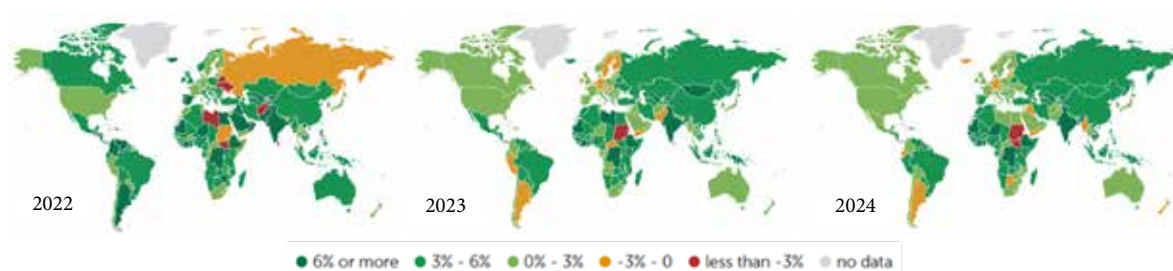 2022
2023
2024
6% or more 3% - 6% 0% - 3% -3% - 0 less than -3% no data